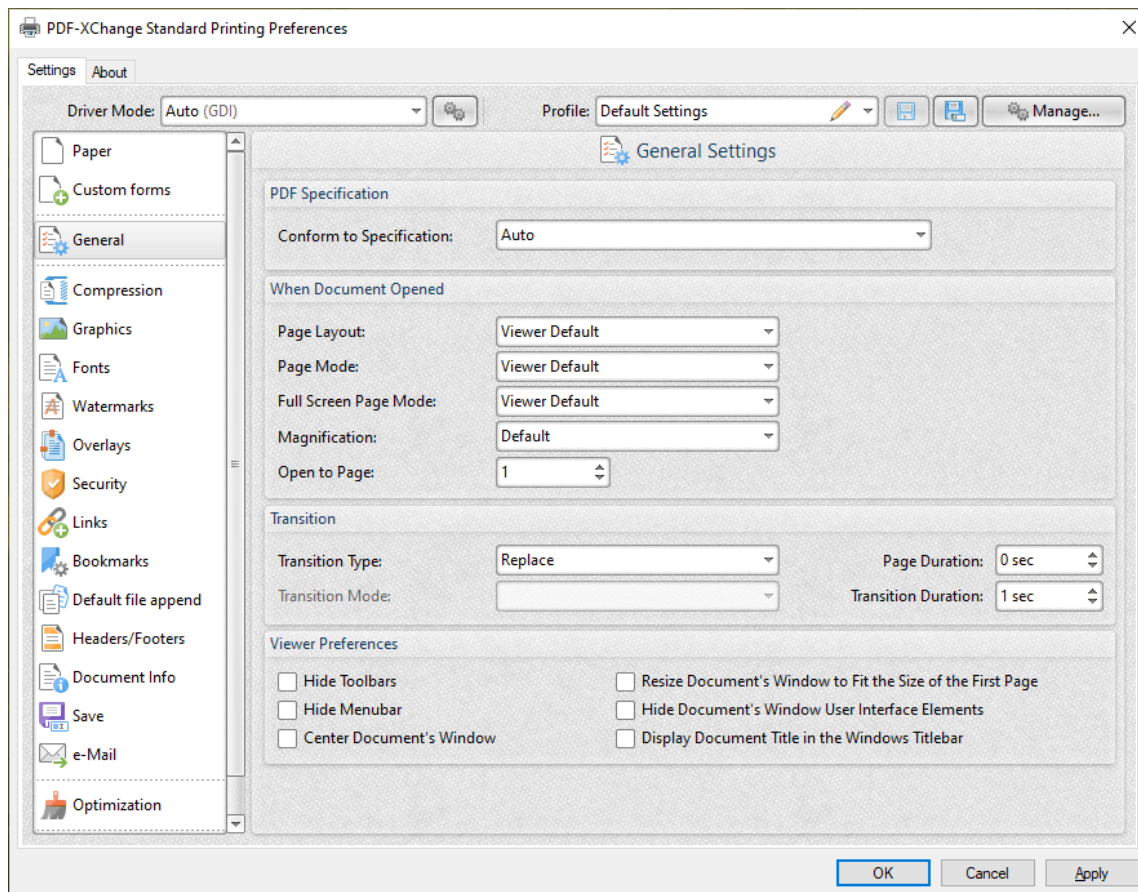 PDF-XChange Standard Printing Preferences
Settings About
Driver Mode: Auto (GDI) Profile: Default Settings Manage...
Paper
Custom forms
General
Compression
Graphics
Fonts
Watermarks
Overlays
Security
Links
Bookmarks
Default file append
Headers/Footers
Document Info
Save
e-Mail
Optimization
General Settings
PDF Specification
Conform to Specification: Auto
When Document Opened
Page Layout: Viewer Default
Page Mode: Viewer Default
Full Screen Page Mode: Viewer Default
Magnification: Default
Open to Page: 1
Transition
Transition Type: Replace Page Duration: 0 sec
Transition Mode: Transition Duration: 1 sec
Viewer Preferences
Hide Toolbars Resize Document's Window to Fit the Size of the First Page
Hide Menubar Hide Document's Window User Interface Elements
Center Document's Window Display Document Title in the Windows Titlebar
OK Cancel Apply